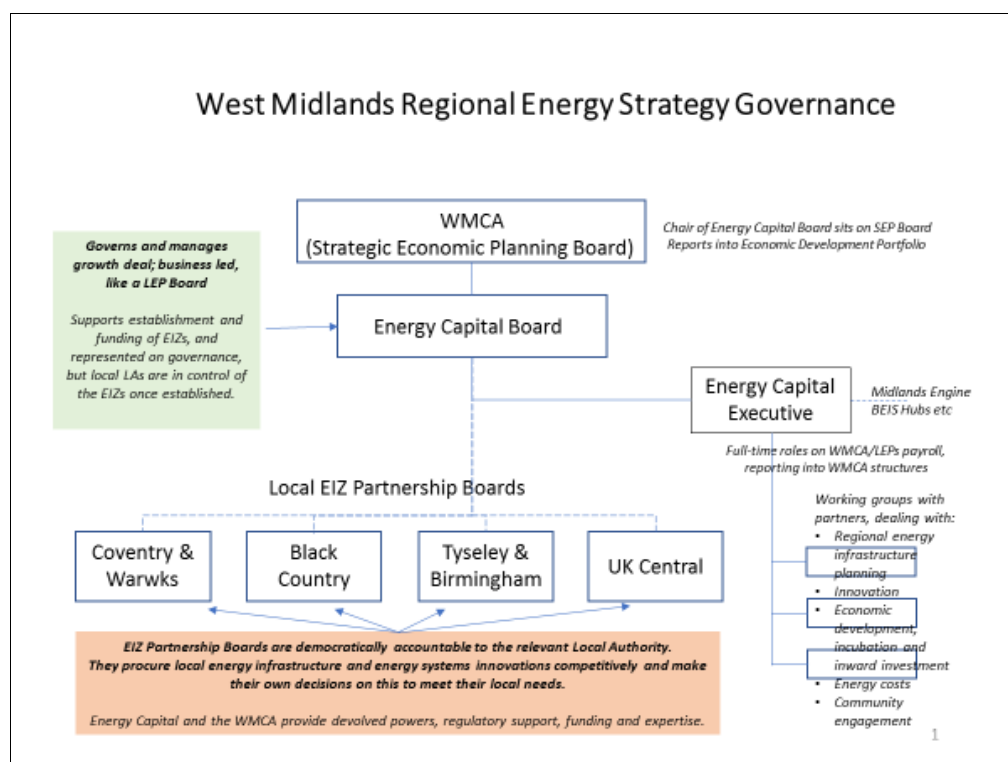 West Midlands Regional Energy Strategy Governance
WMCA
(Strategic Economic Planning Board)
Chair of Energy Capital Board sits on SEP Board
Reports into Economic Development Portfolio
Governs and manages
growth deal; business led,
like a LEP Board
Supports establishment and
funding of EIZs, and
represented on governance,
but local LAs are in control of
the EIZs once established.
Energy Capital Board
Energy Capital
Executive
Midlands Engine
BEIS Hubs etc
Full-time roles on WMCA/LEPs payroll,
reporting into WMCA structures
Local EIZ Partnership Boards
Coventry &
Warwks
Black
Country
Tyseley &
Birmingham
UK Central
Working groups with
partners, dealing with:
• Regional energy
infrastructure
planning
• Innovation
• Economic
development,
incubation and
inward investment
• Energy costs
• Community
engagement
EIZ Partnership Boards are democratically accountable to the relevant Local Authority.
They procure local energy infrastructure and energy systems innovations competitively and make
their own decisions on this to meet their local needs.
Energy Capital and the WMCA provide devolved powers, regulatory support, funding and expertise.
1